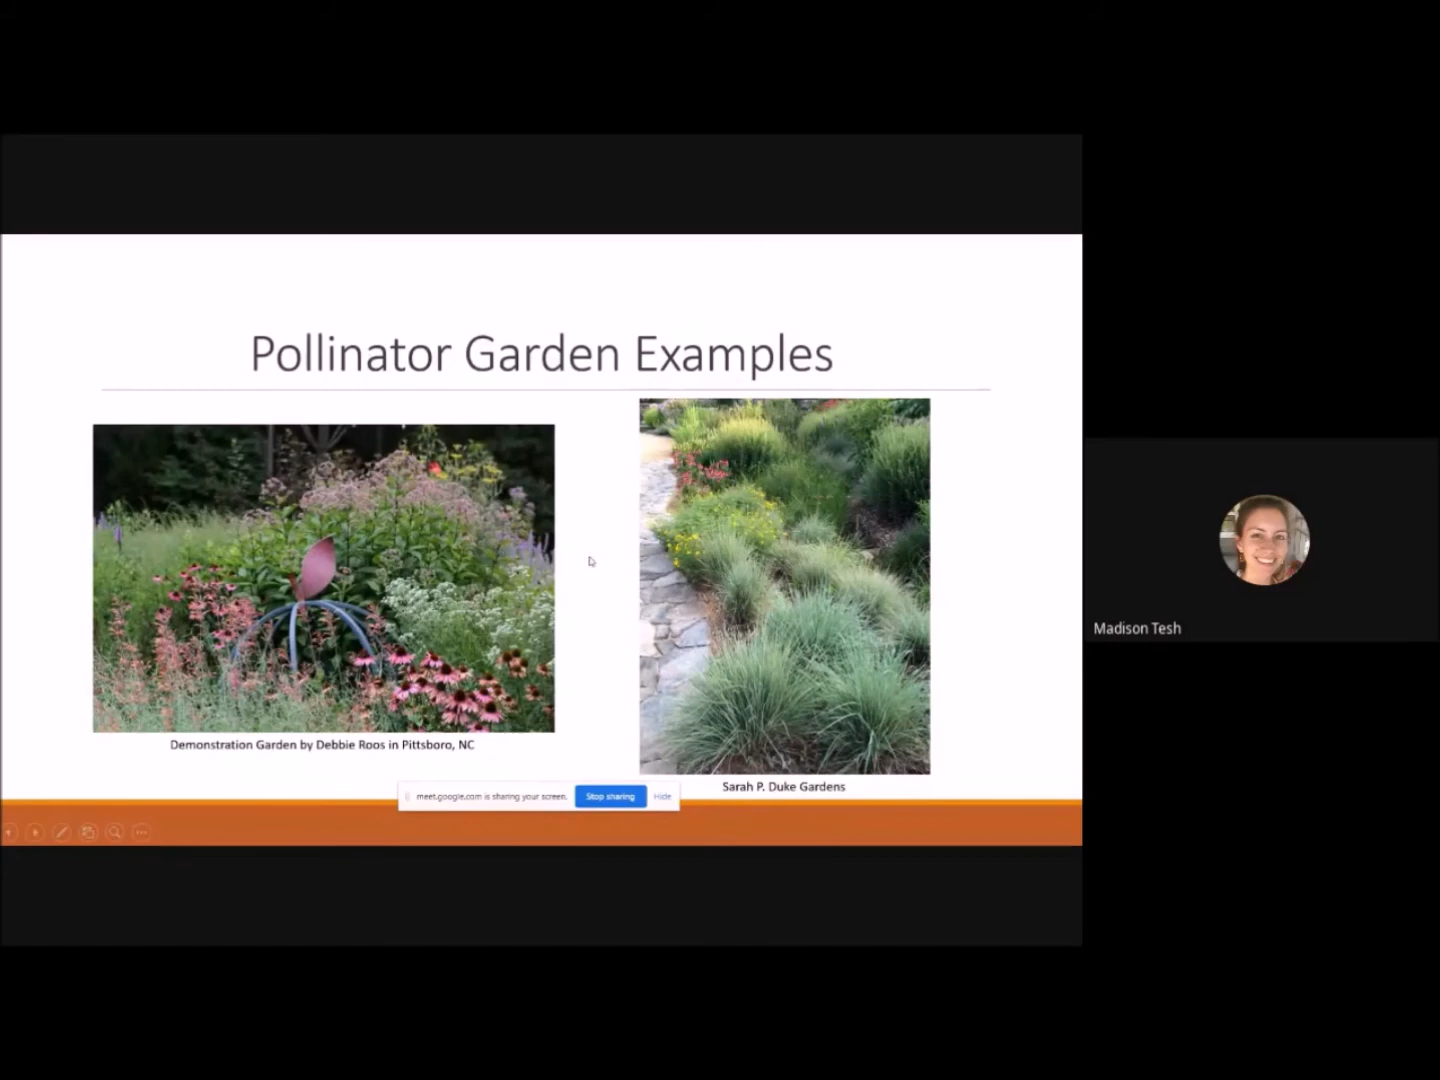 Pollinator Garden Examples
Demonstration Garden by Debbie Roos in Pittsboro, NC
Sarah P. Duke Gardens
meet.google.com is sharing your screen. Stop sharing Hide
Madison Tesh